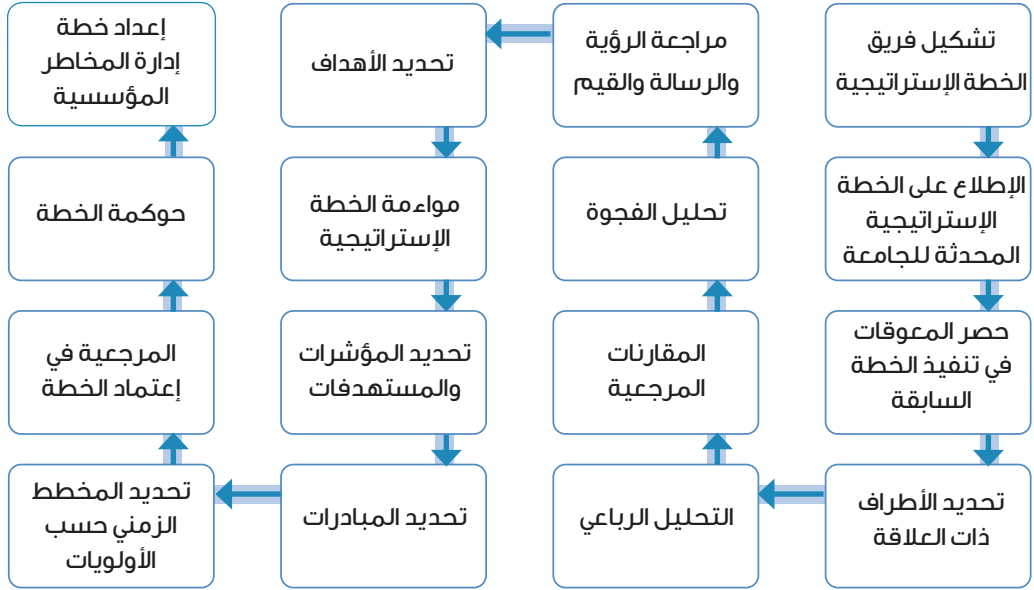 تشكيل فريق
الخطة الإستراتيجية
الإطلاع على الخطة
الإستراتيجية
المحدثة للجامعة
حصر المعوقات
في تنفيذ الخطة
السابقة
تحديد الأطراف
ذات العلاقة
التحليل الرباعي
المقارنات
المرجعية
تحليل الفجوة
مراجعة الرؤية
والرسالة والقيم
تحديد الأهداف
مواءمة الخطة
الإستراتيجية
تحديد المؤشرات
والمستهدفات
تحديد المبادرات
تحديد المخطط
الزمني حسب
الأولويات
المرجعية في
إعتماد الخطة
حوكمة الخطة
إعداد خطة
إدارة المخاطر
المؤسسية